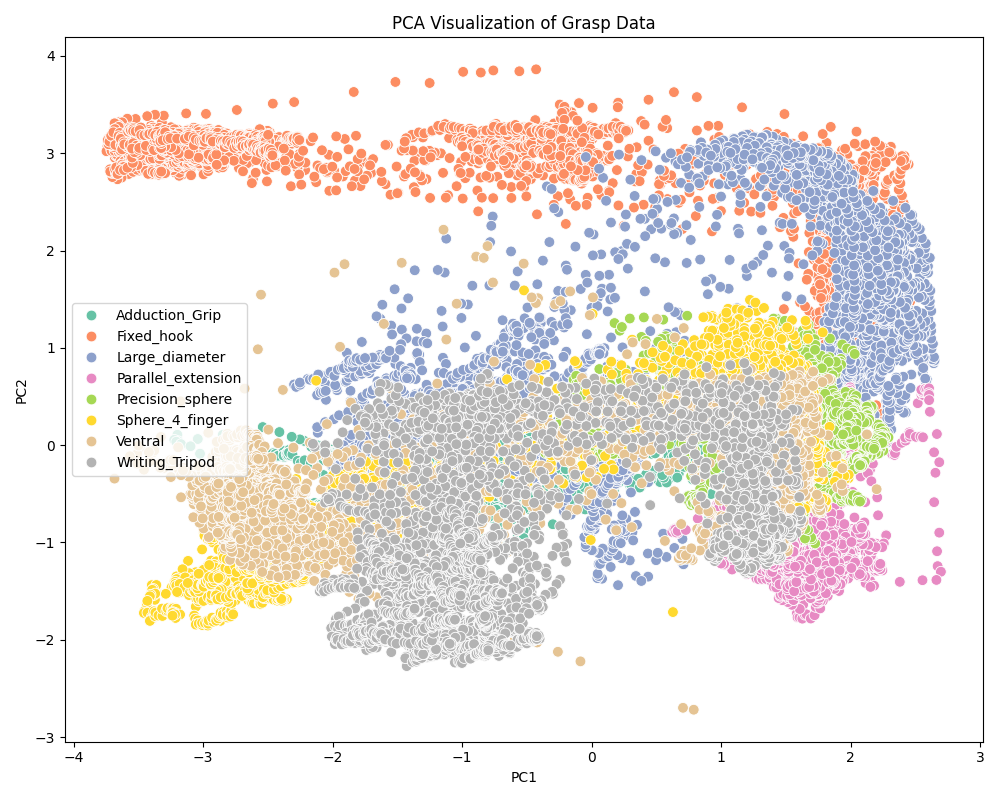 PCA Visualization of Grasp Data
4
3
2
1
0
−1
−2
−3
PC2
Adduction_Grip
Fixed_hook
Large_diameter
Parallel_extension
Precision_sphere
Sphere_4_finger
Ventral
Writing_Tripod
−4
−3
−2
−1
0
1
2
3
PC1